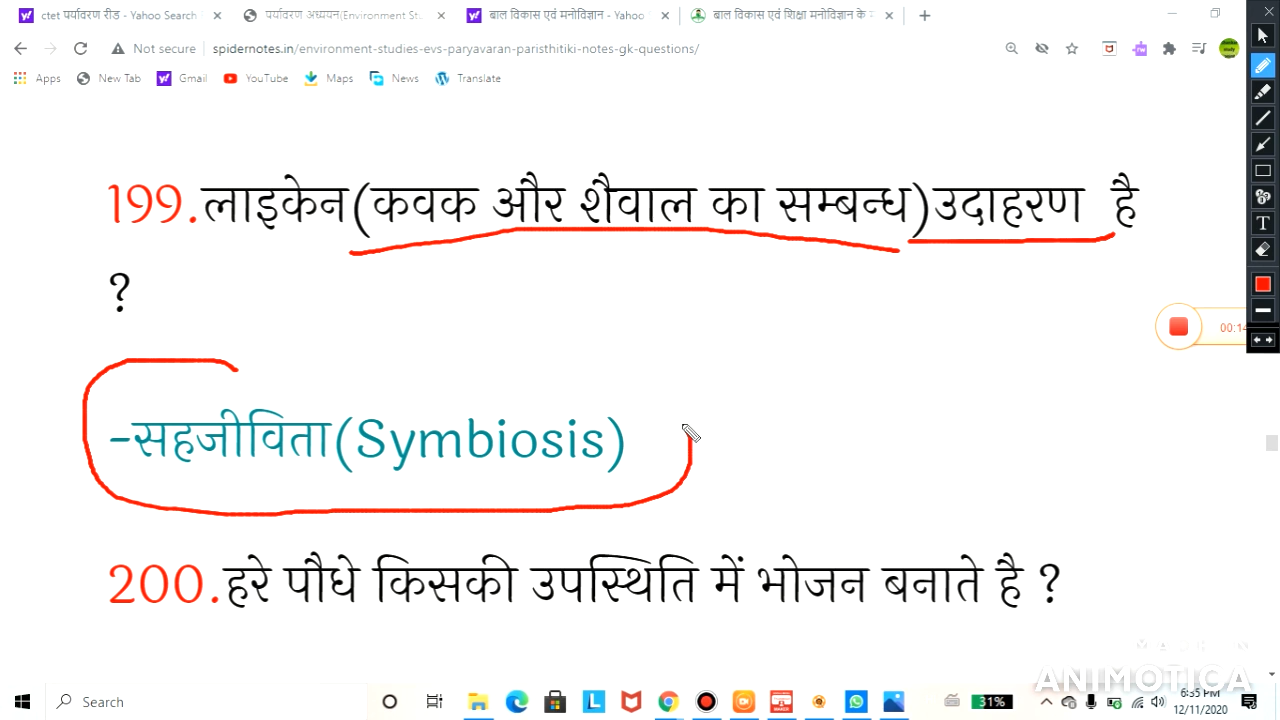 ctet पर्यावरण रीड - Yahoo Search
पर्यावरण अध्ययन(Environment St
बाल विकास एवं मनोविज्ञान - Yahoo
बाल विकास एवं शिक्षा मनोविज्ञान के
Not secure
spidernotes.in/environment-studies-evs-paryavaran-paristhitiki-notes-gk-questions/
Apps
New Tab
Gmail
YouTube
Maps
News
Translate
199.लाइकेन(कवक और शैवाल का सम्बन्ध)उदाहरण है
?
00:14
-सहजीविता(Symbiosis)
200.हरे पौधे किसकी उपस्थिति में भोजन बनाते है ?
ANIMOTICA
Search
31%
6:35 PM
12/11/2020